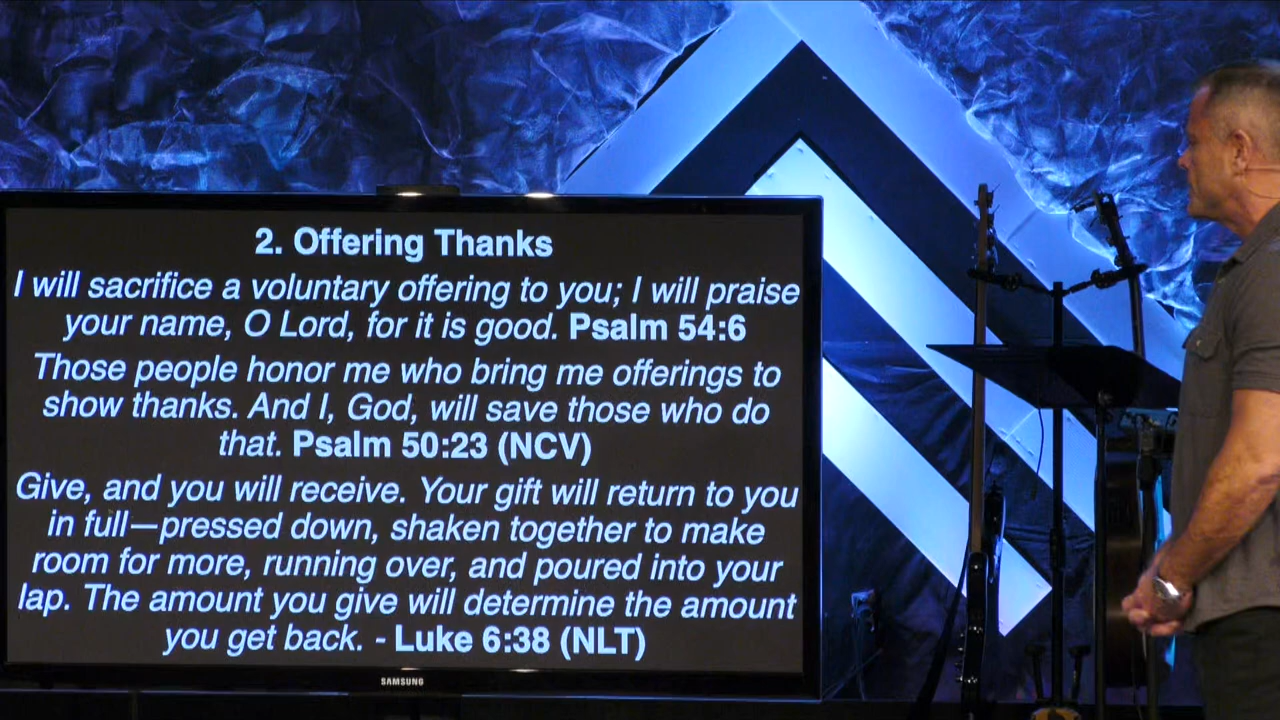 2. Offering Thanks
I will sacrifice a voluntary offering to you; I will praise
your name, O Lord, for it is good. Psalm 54:6
Those people honor me who bring me offerings to
show thanks. And I, God, will save those who do
that. Psalm 50:23 (NCV)
Give, and you will receive. Your gift will return to you
in full—pressed down, shaken together to make
room for more, running over, and poured into your
lap. The amount you give will determine the amount
you get back. - Luke 6:38 (NLT)
SAMSUNG